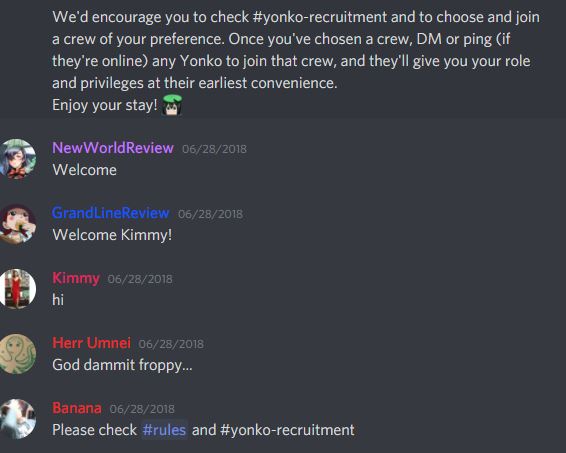 We'd encourage you to check #yonko-recruitment and to choose and join
a crew of your preference. Once you've chosen a crew, DM or ping (if
they're online) any Yonko to join that crew, and they'll give you your role
and privileges at their earliest convenience.
Enjoy your stay!
NewWorldReview 06/28/2018
Welcome
GrandLineReview 06/28/2018
Welcome Kimmy!
Kimmy 06/28/2018
hi
Herr Umnei 06/28/2018
God dammit froppy...
Banana 06/28/2018
Please check #rules and #yonko-recruitment